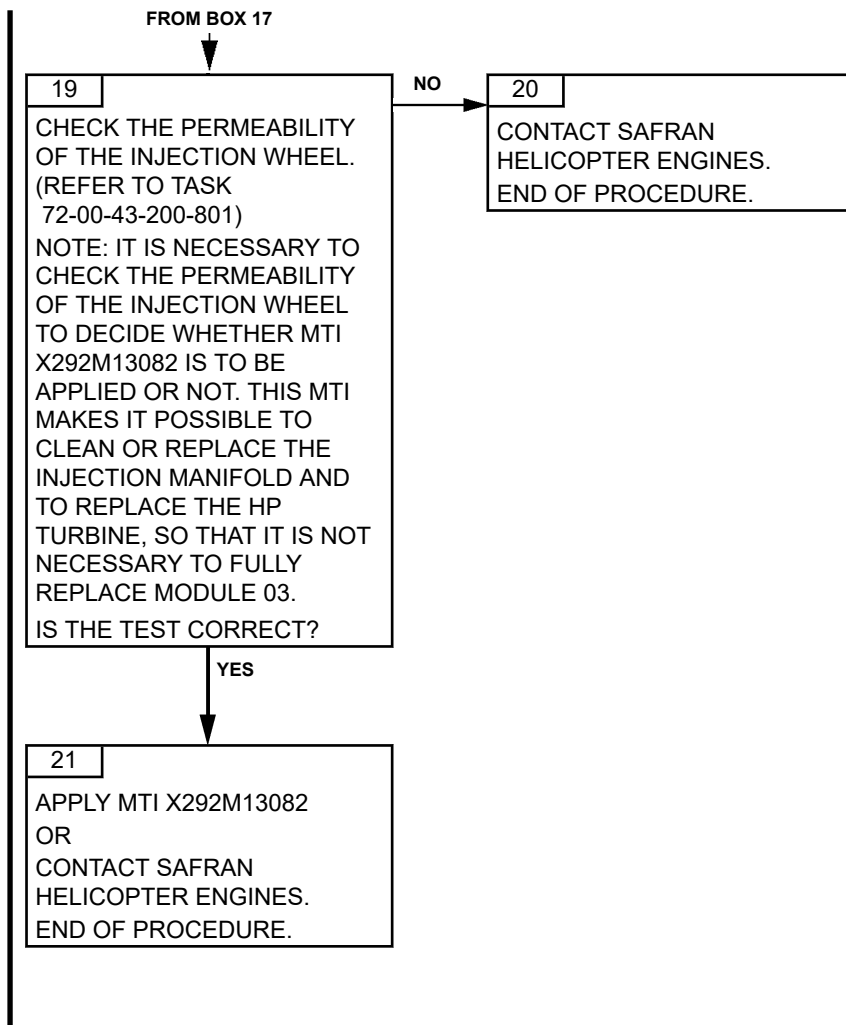 FROM BOX 17
19
CHECK THE PERMEABILITY
OF THE INJECTION WHEEL.
(REFER TO TASK
72-00-43-200-801)
NOTE: IT IS NECESSARY TO
CHECK THE PERMEABILITY
OF THE INJECTION WHEEL
TO DECIDE WHETHER MTI
X292M13082 IS TO BE
APPLIED OR NOT. THIS MTI
MAKES IT POSSIBLE TO
CLEAN OR REPLACE THE
INJECTION MANIFOLD AND
TO REPLACE THE HP
TURBINE, SO THAT IT IS NOT
NECESSARY TO FULLY
REPLACE MODULE 03.
IS THE TEST CORRECT?
NO
20
CONTACT SAFRAN
HELICOPTER ENGINES.
END OF PROCEDURE.
YES
21
APPLY MTI X292M13082
OR
CONTACT SAFRAN
HELICOPTER ENGINES.
END OF PROCEDURE.